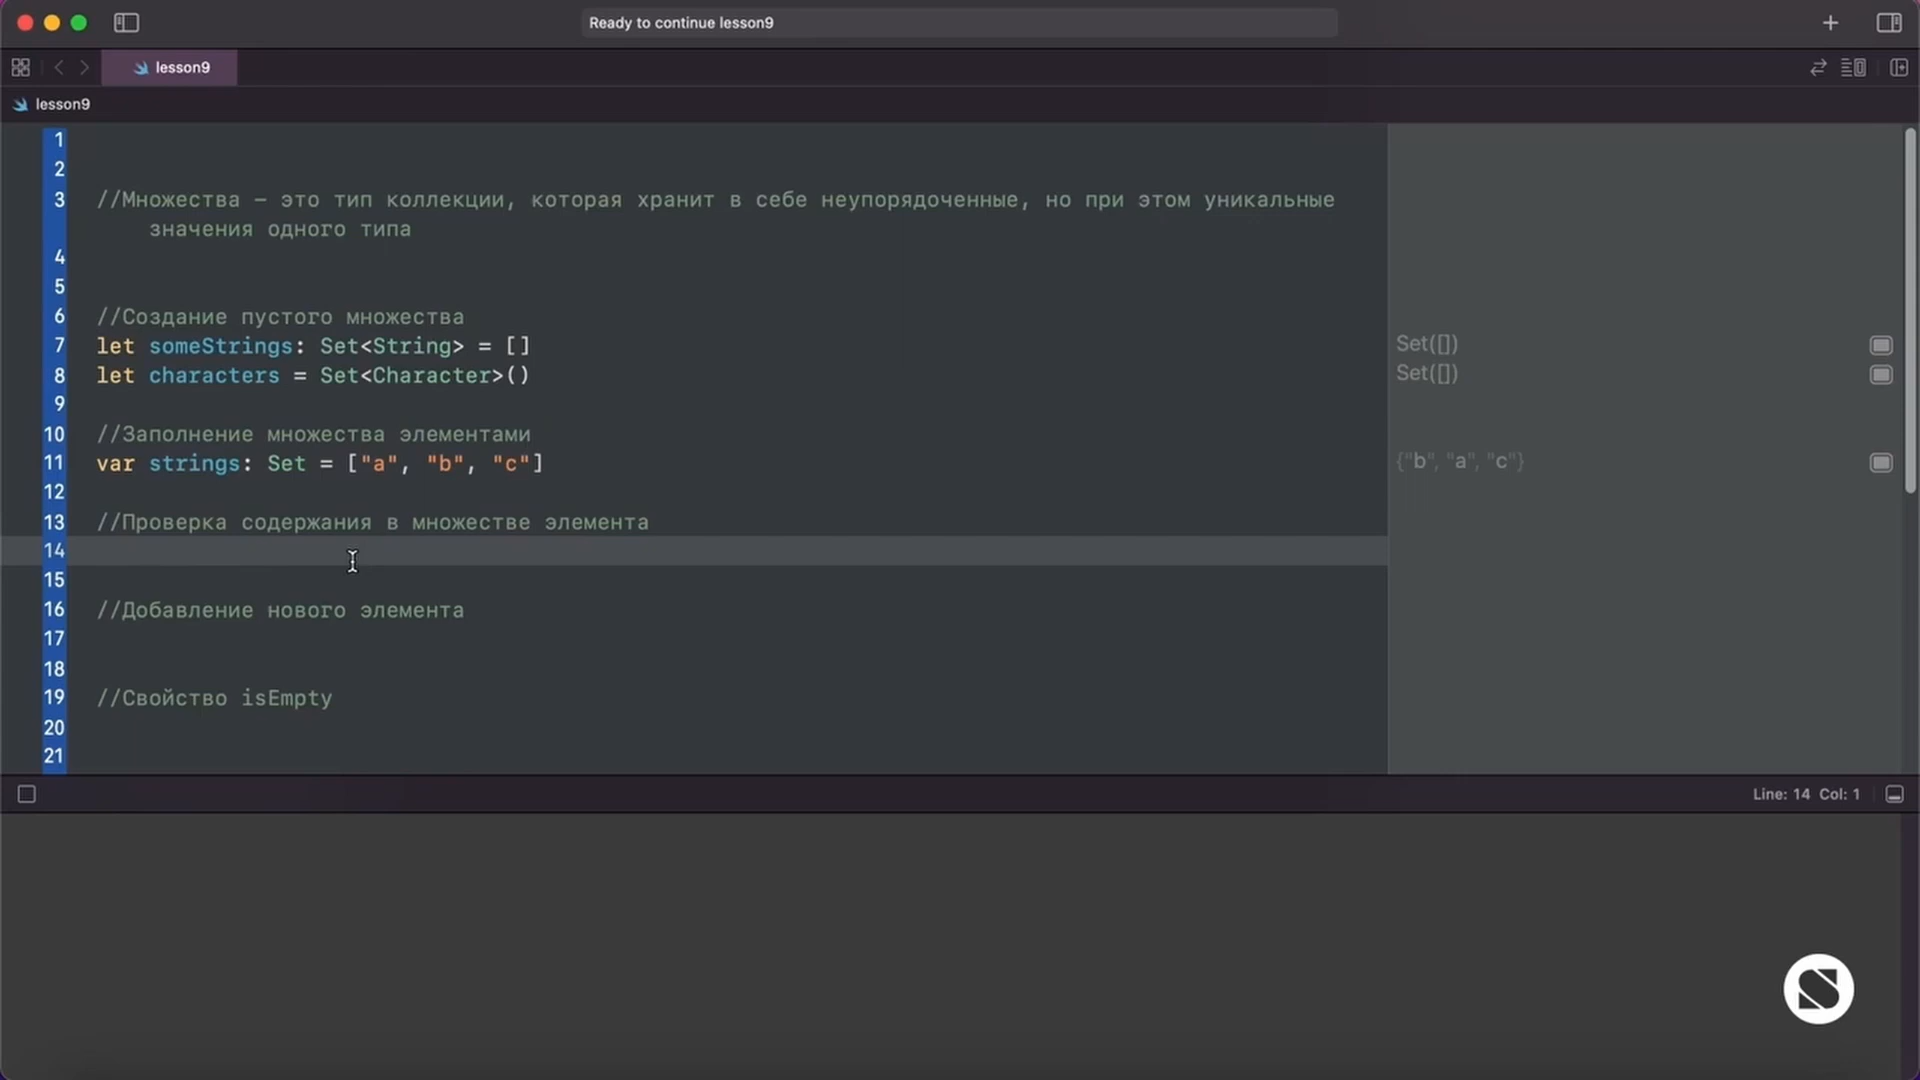 Ready to continue lesson9
lesson9
lesson9
1
2
3 //Множества – это тип коллекции, которая хранит в себе неупорядоченные, но при этом уникальные
значения одного типа
4
5
6 //Создание пустого множества
7 let someStrings: Set<String> = [] Set([])
8 let characters = Set<Character>() Set([])
9
10 //Заполнение множества элементами
11 var strings: Set = ["a", "b", "c"] {"b", "a", "c"}
12
13 //Проверка содержания в множестве элемента
14
15
16 //Добавление нового элемента
17
18
19 //Свойство isEmpty
20
21
Line: 14 Col: 1